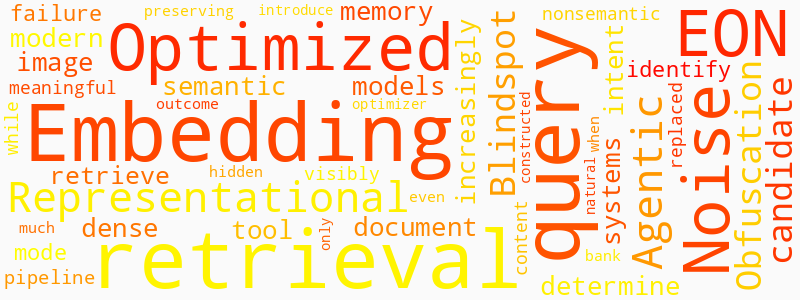 failure
preserving
introduce
memory
nonsemantic
EON
modern
Optimized
increasingly
Blindspot
query
intent
identify
image
semantic
models
meaningful
outcome
optimizer
while
Embedding
constructed
when
replaced
Noise
Obfuscation
candidate
retrieve
hidden
visibly
natural
systems
Agentic
Representational
even
much
dense
tool
only
document
content
mode
retrieval
bank
pipeline
determine